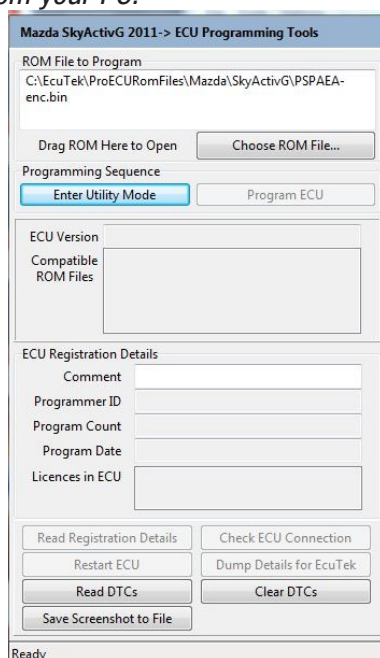 om your PC.
Mazda SkyActivG 2011-> ECU Programming Tools
ROM File to Program
C:\EcuTek\ProECURomFiles\Mazda\SkyActivG\PSPAEA-
enc.bin
Drag ROM Here to Open
Choose ROM File...
Programming Sequence
Enter Utility Mode
Program ECU
ECU Version
Compatible
ROM Files
ECU Registration Details
Comment
Programmer ID
Program Count
Program Date
Licences in ECU
Read Registration Details
Check ECU Connection
Restart ECU
Dump Details for EcuTek
Read DTCs
Clear DTCs
Save Screenshot to File
Ready